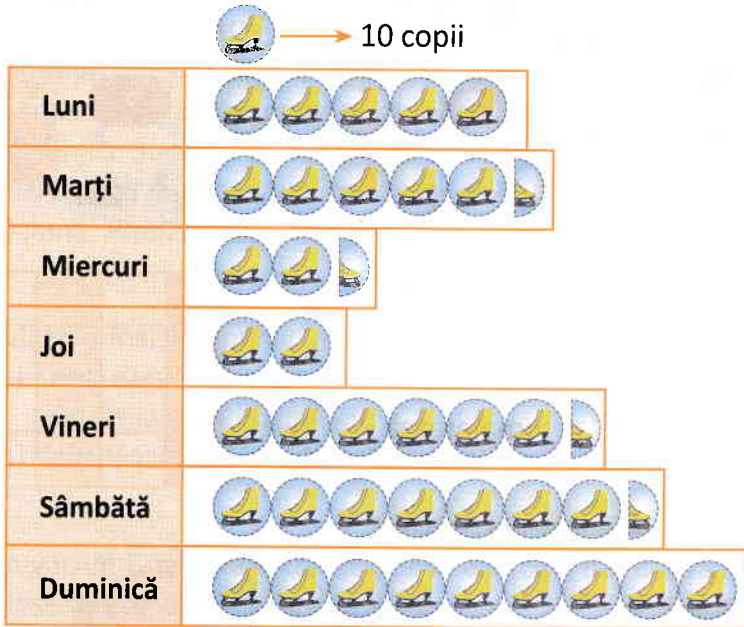 10 copii
Luni
Marți
Miercuri
Joi
Vineri
Sâmbătă
Duminică